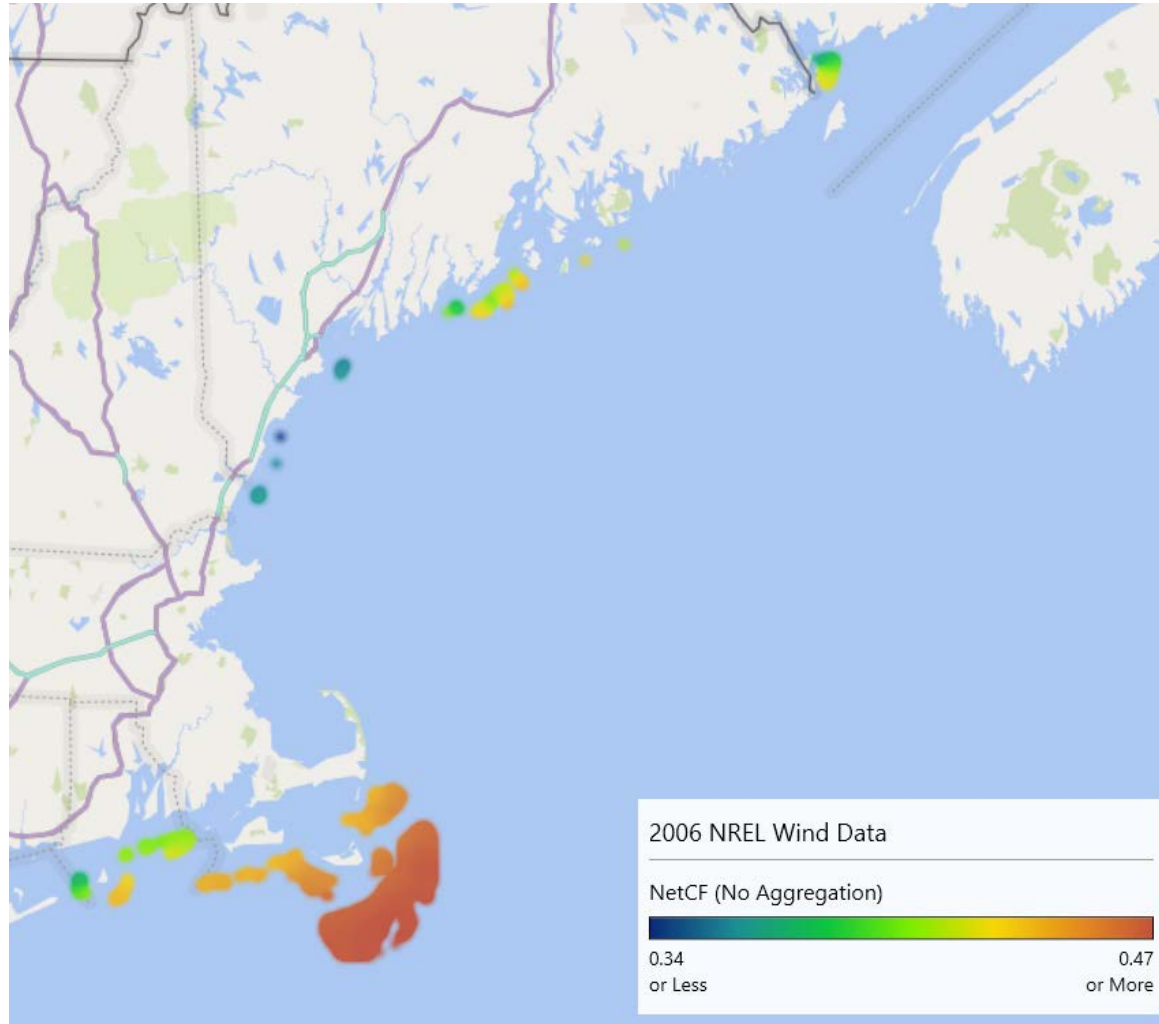 2006 NREL Wind Data
NetCF (No Aggregation)
0.34
or Less
0.47
or More